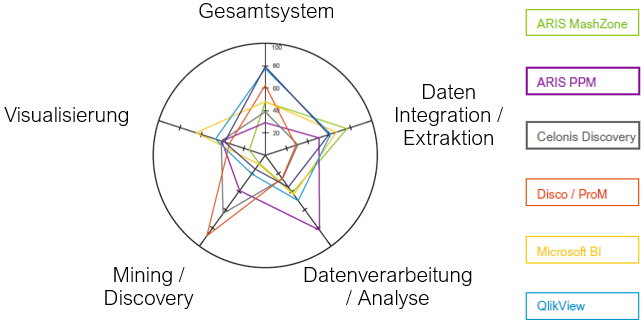 Gesamtsystem
100
80
60
40
20
Visualisierung
Daten
Integration /
Extraktion
Mining /
Discovery
Datenverarbeitung
/ Analyse
ARIS MashZone
ARIS PPM
Celonis Discovery
Disco / ProM
Microsoft BI
QlikView